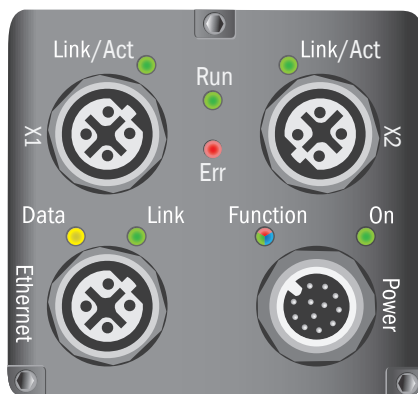 Link/Act
Link/Act
Run
X1
X2
Err
Data
Link
Function
On
Ethernet
Power